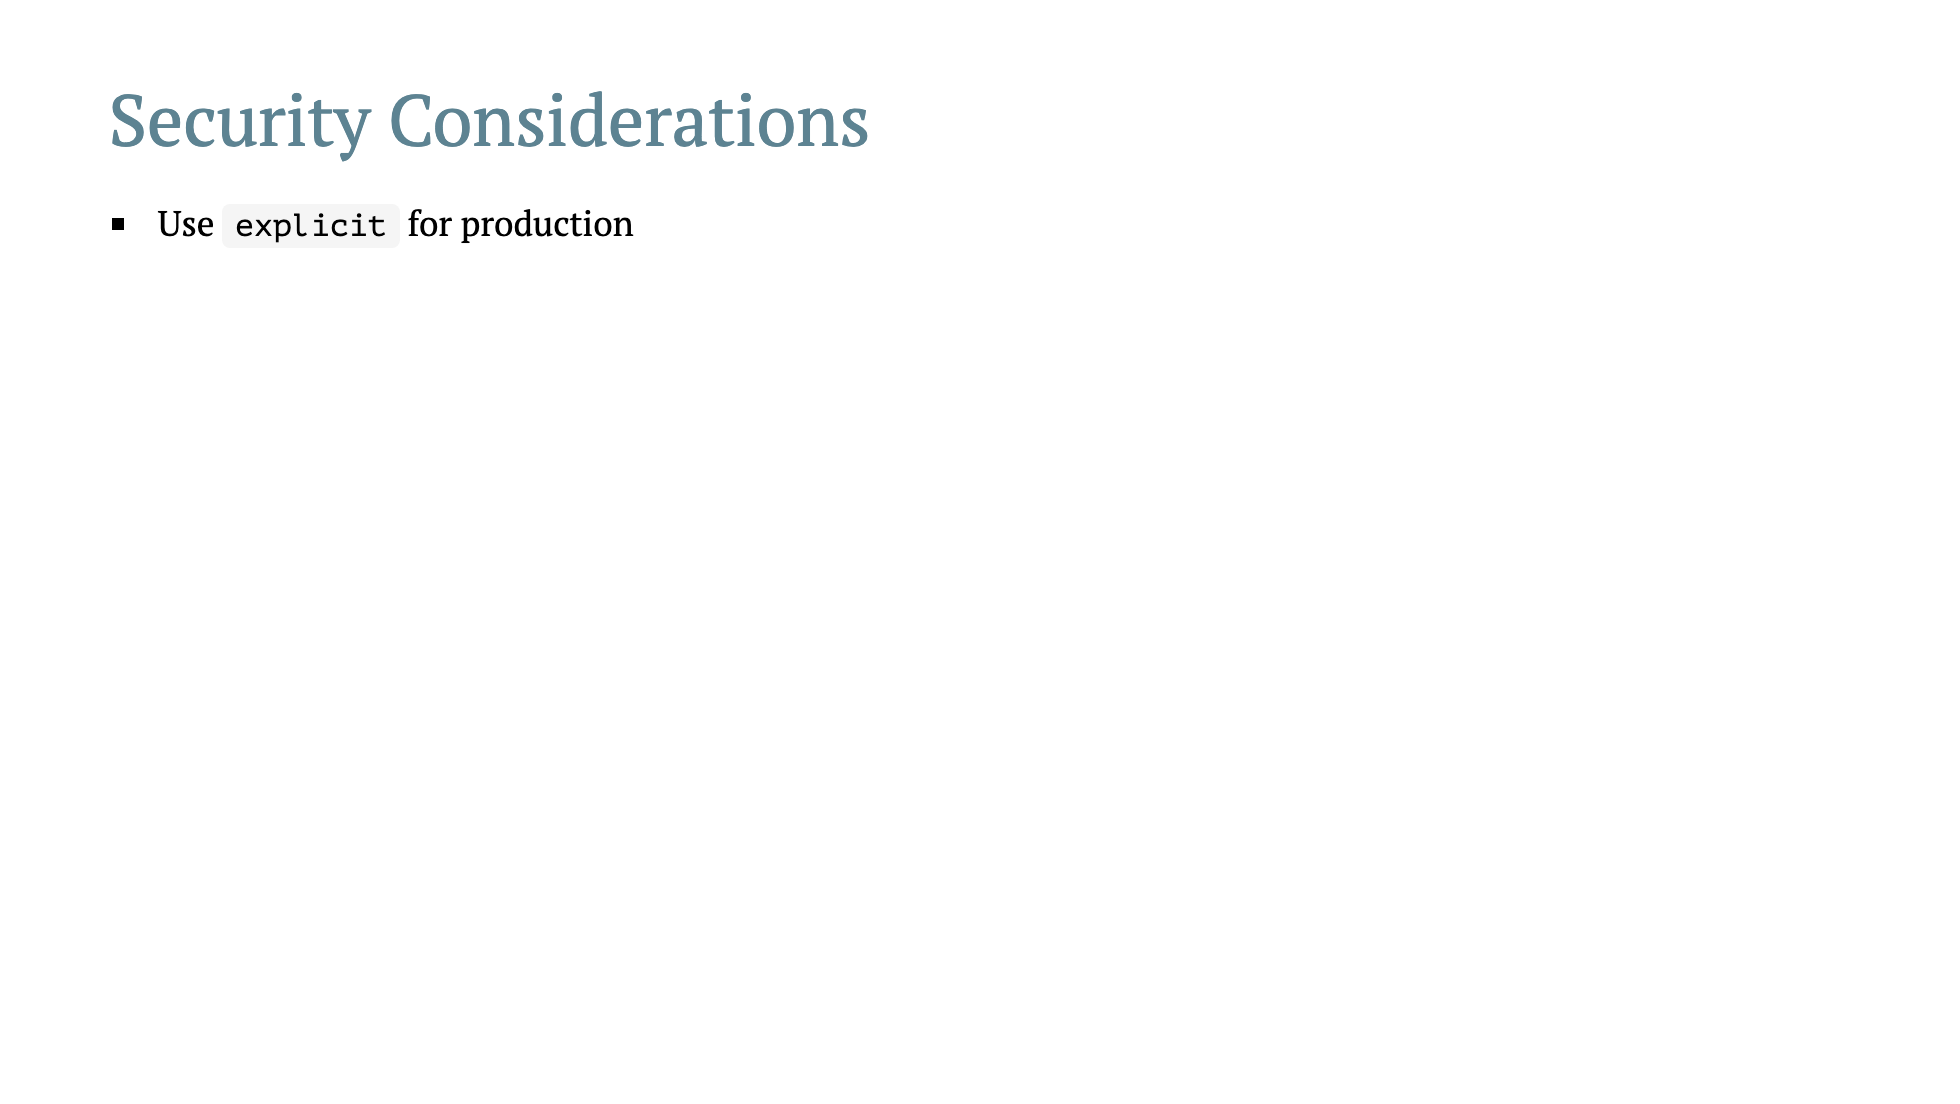 Security Considerations
▪ Use explicit for production